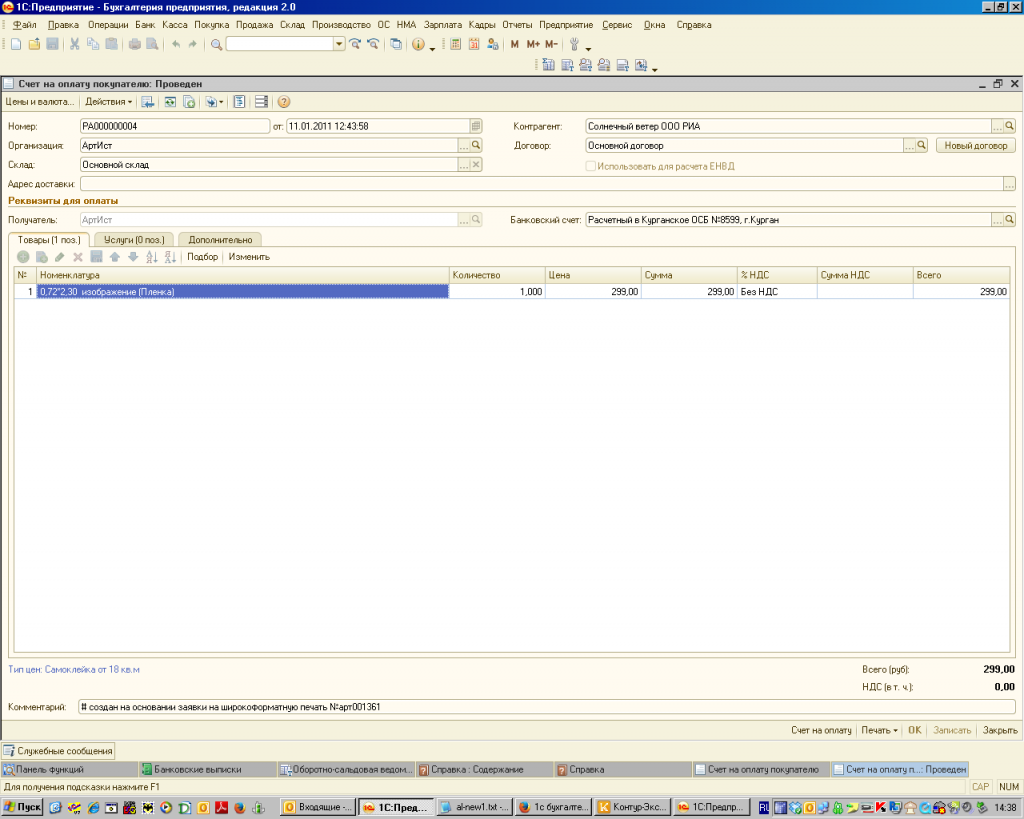 1С:Предприятие - Бухгалтерия предприятия, редакция 2.0
Файл Правка Операции Банк Касса Покупка Продажа Склад Производство ОС НМА Зарплата Кадры Отчеты Предприятие Сервис Окна Справка
M M+ M-
Счет на оплату покупателю: Проведен
Цены и валюта... Действия
Номер: РА000000004 от: 11.01.2011 12:43:58 Контрагент: Солнечный ветер ООО РИА
Организация: АртИст Договор: Основной договор Новый договор
Склад: Основной склад Использовать для расчета ЕНВД
Адрес доставки:
Реквизиты для оплаты
Получатель: АртИст Банковский счет: Расчетный в Курганское ОСБ №8599, г.Курган
Товары (1 поз.) Услуги (0 поз.) Дополнительно
Подбор Изменить
№ Номенклатура Количество Цена Сумма % НДС Сумма НДС Всего
1 0,72*2,30 изображение (Пленка) 1,000 299,00 299,00 Без НДС 299,00
Тип цен: Самоклейка от 18 кв.м Всего (руб): 299,00
НДС (в т. ч.): 0,00
Комментарий: # создан на основании заявки на широкоформатную печать №арт001361
Счет на оплату Печать OK Записать Закрыть
Служебные сообщения
Панель функций Банковские выписки Оборотно-сальдовая ведом... Справка : Содержание Справка Счет на оплату покупателю Счет на оплату п...: Проведен
Для получения подсказки нажмите F1 CAP NUM
Пуск Входящие -... 1С:Пред... al-new1.txt -... 1с бухгалте... Контур-Экс... 1С:Предпр... RU 14:38